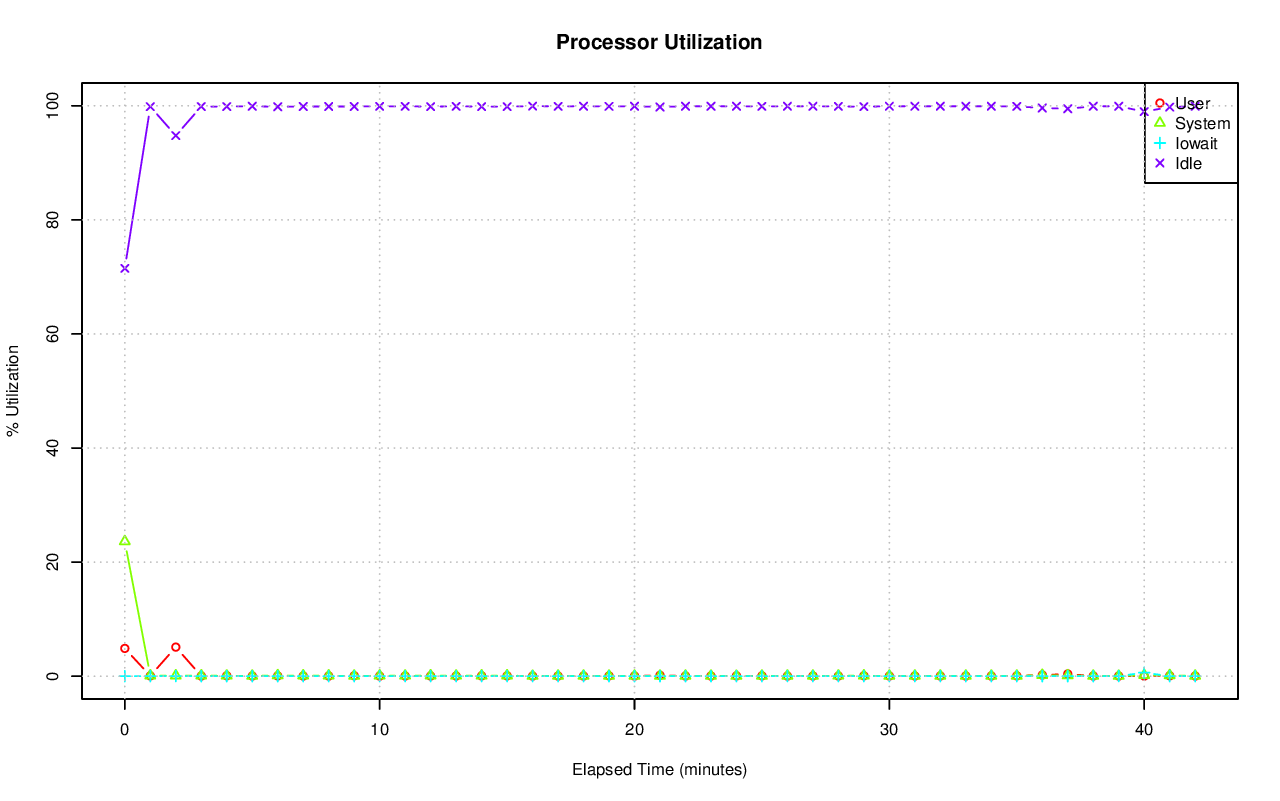 Processor Utilization
100
80
60
40
20
0
% Utilization
User
System
Iowait
Idle
0 10 20 30 40
Elapsed Time (minutes)